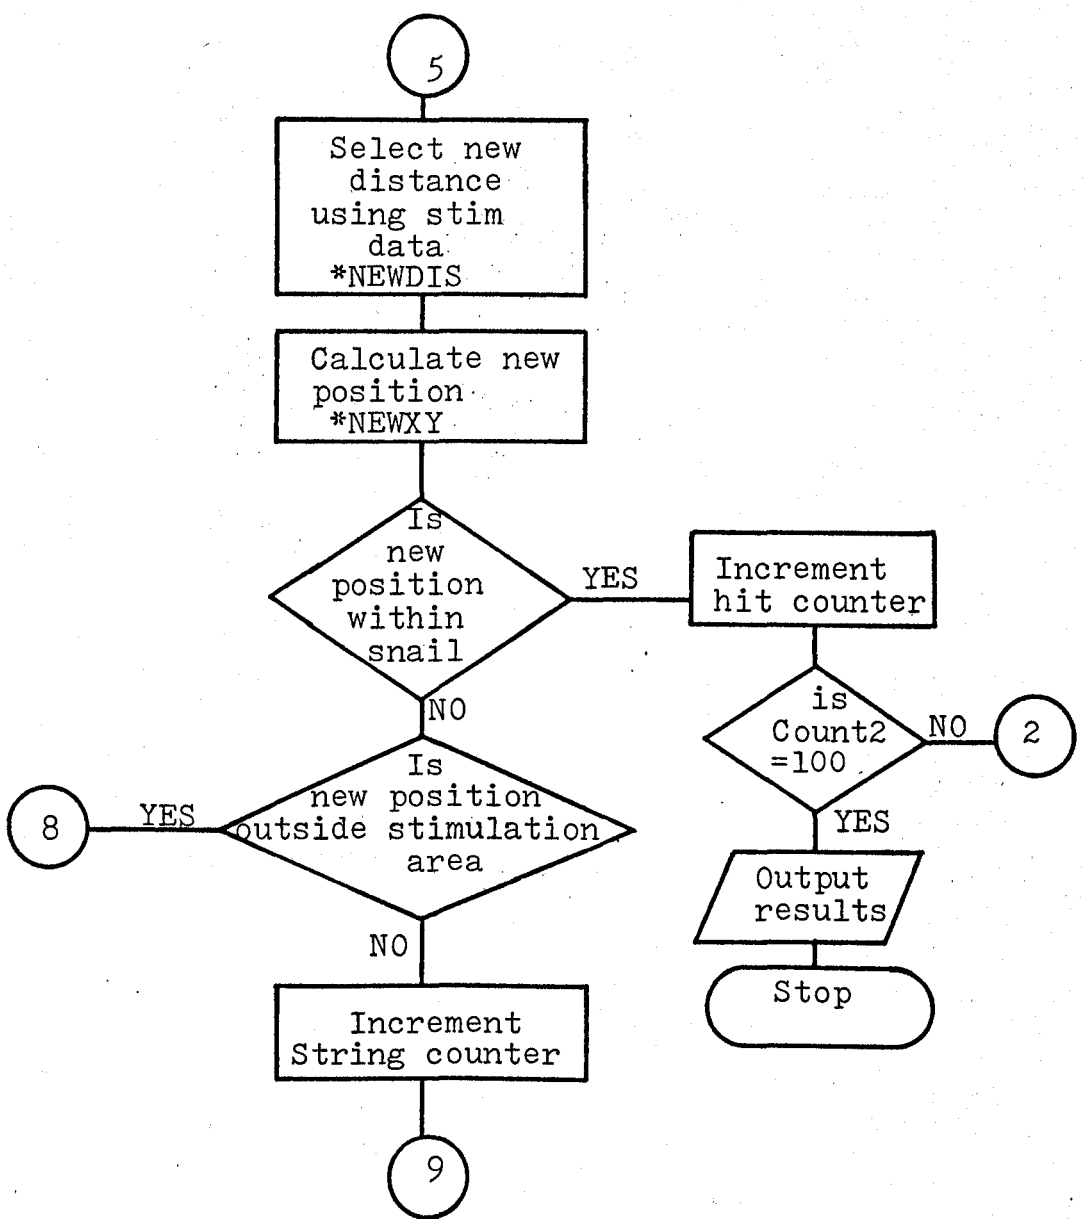 5
Select new
distance
using stim
data
*NEWDIS
Calculate new
position
*NEWXY
Is
new
position
within
snail
YES
Increment
hit counter
NO
is
Count2
=100
NO
2
YES
Output
results
Stop
Is
new position
outside stimulation
area
YES
8
NO
Increment
String counter
9